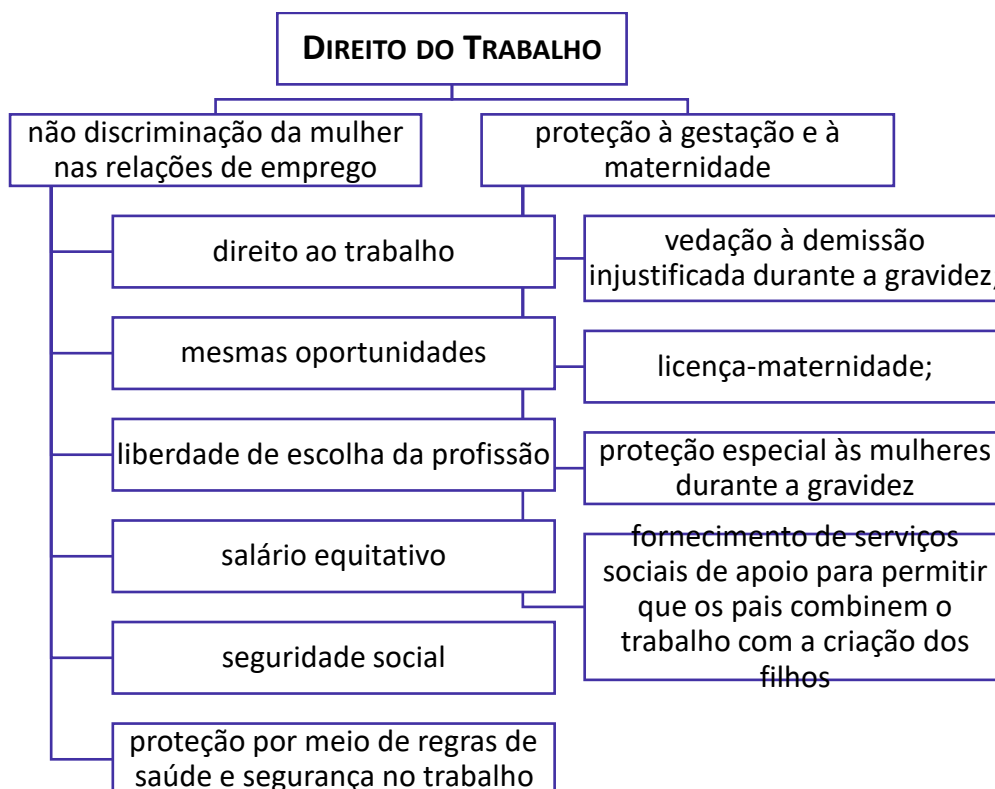 DIREITO DO TRABALHO
não discriminação da mulher
nas relações de emprego
direito ao trabalho
mesmas oportunidades
liberdade de escolha da profissão
salário equitativo
seguridade social
proteção por meio de regras de
saúde e segurança no trabalho
proteção à gestação e à
maternidade
vedação à demissão
injustificada durante a gravidez;
licença-maternidade;
proteção especial às mulheres
durante a gravidez
fornecimento de serviços
sociais de apoio para permitir
que os pais combinem o
trabalho com a criação dos
filhos